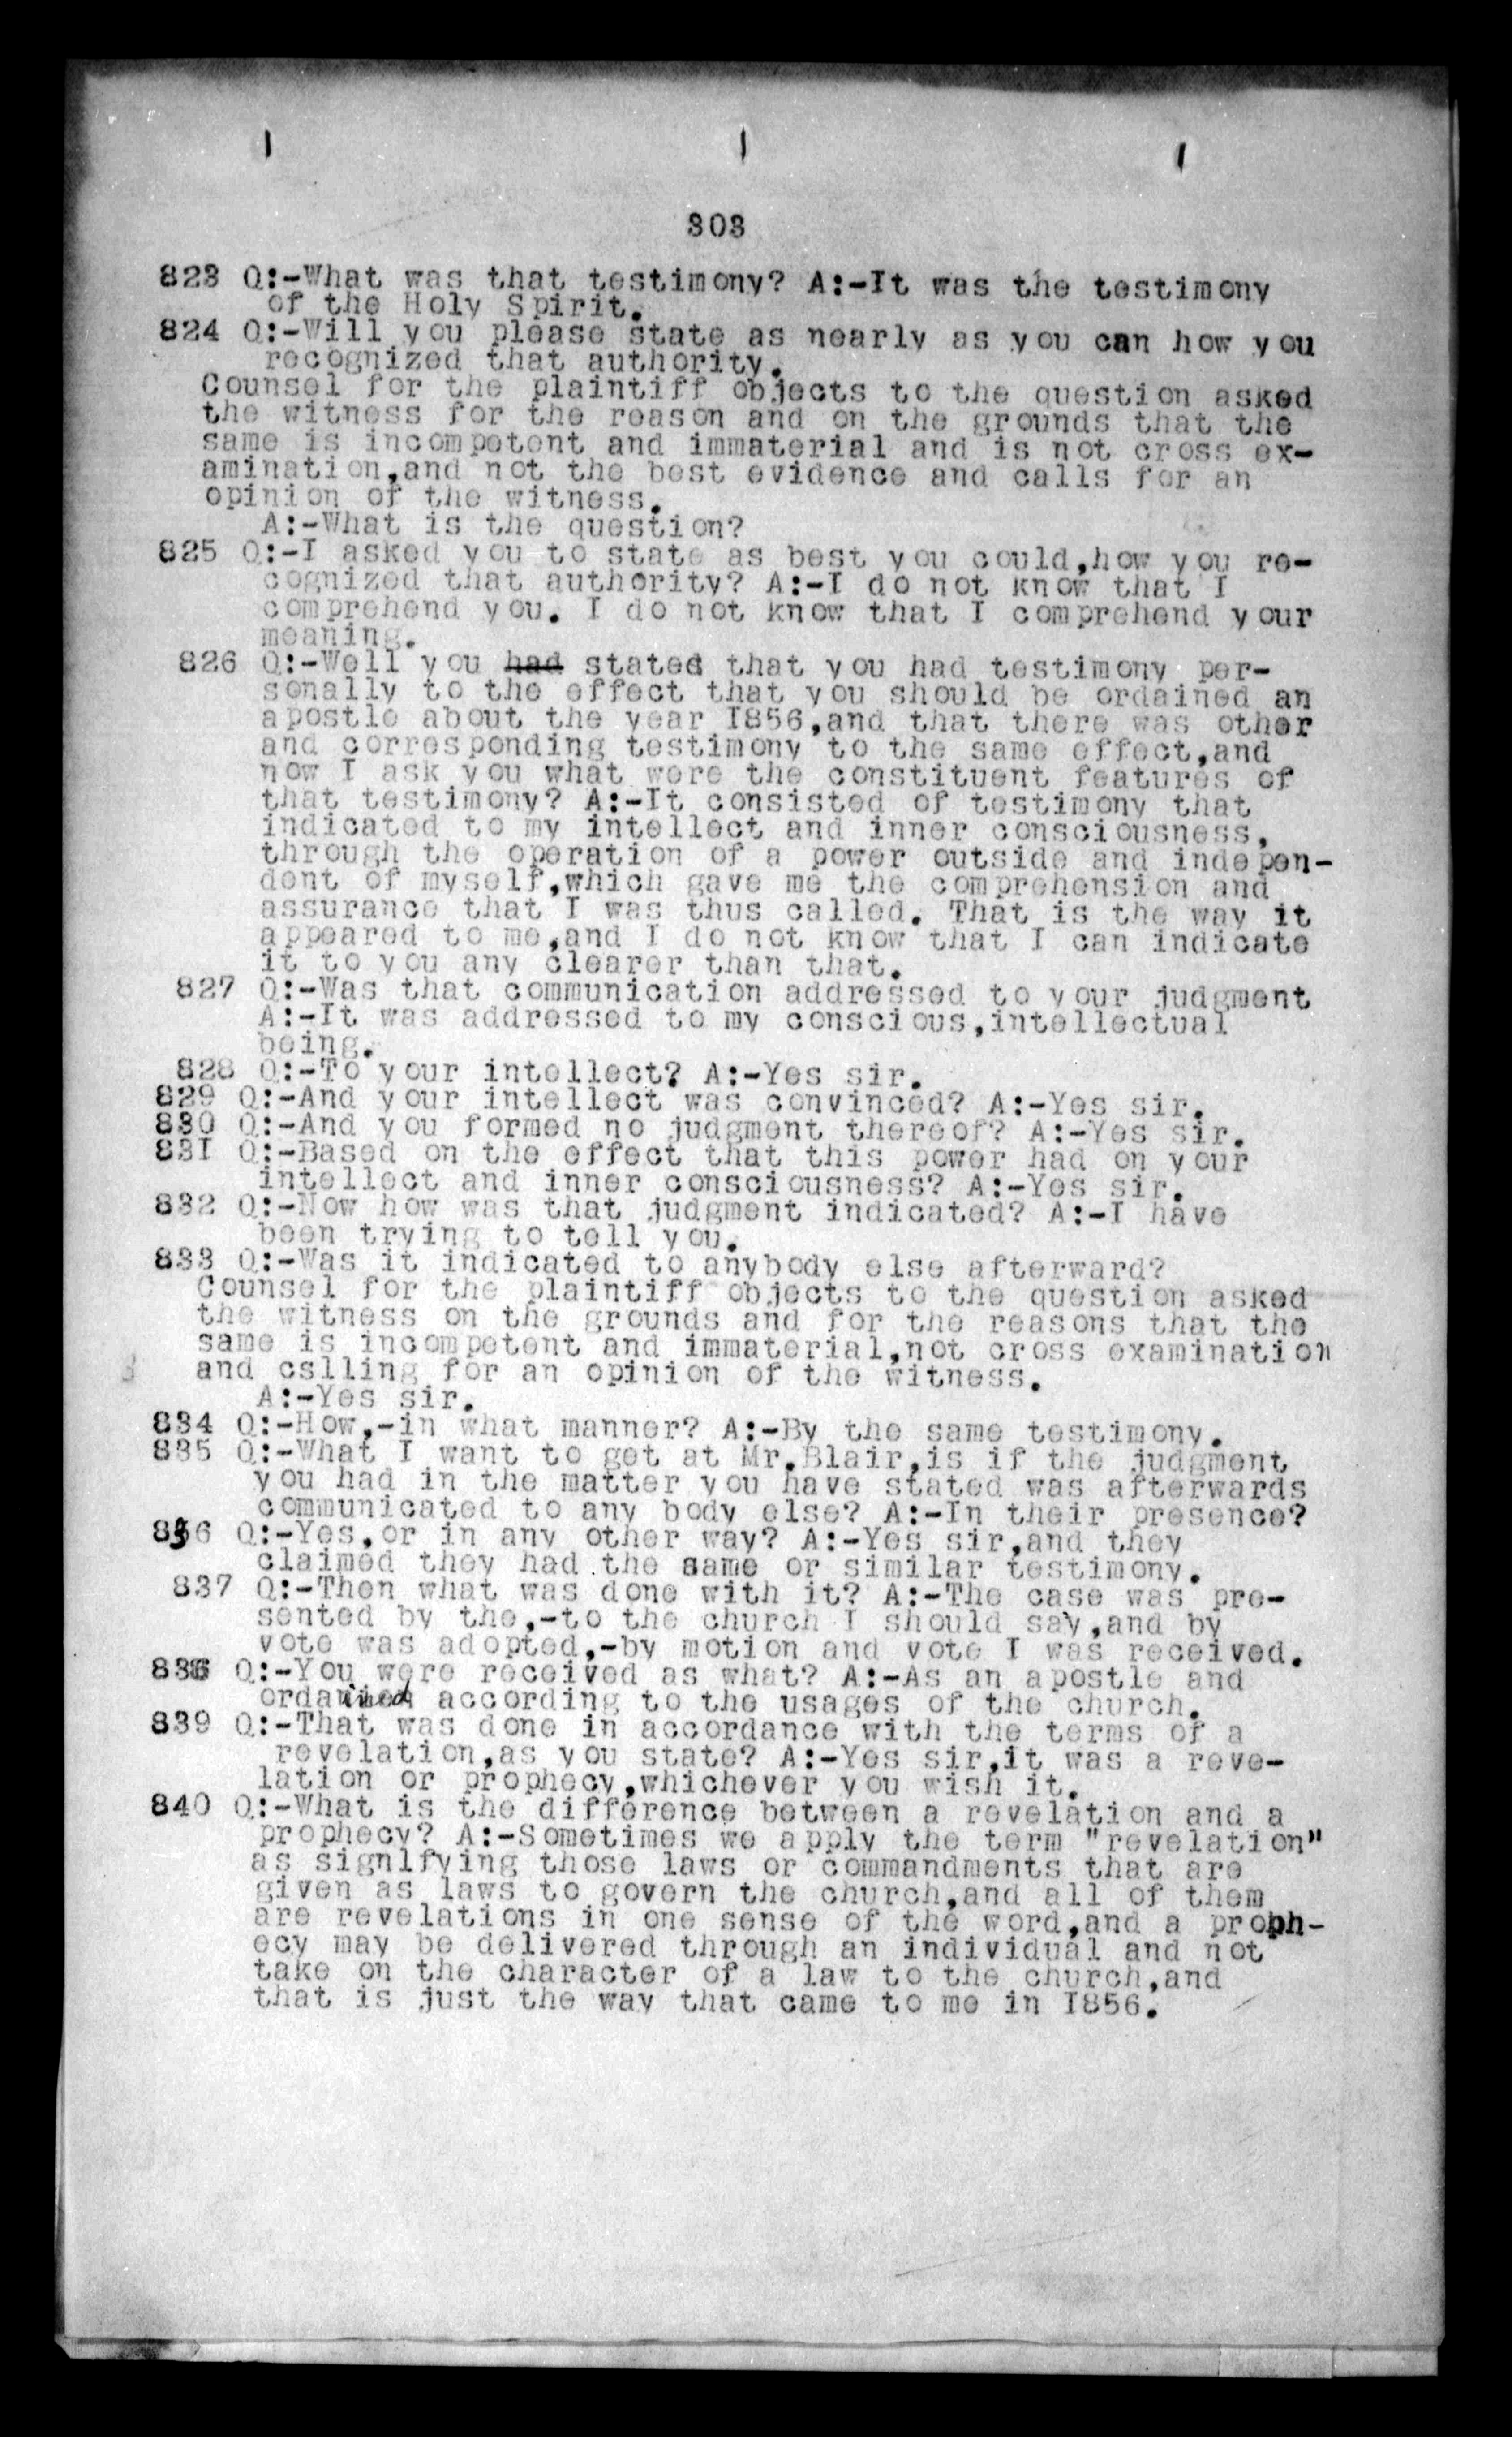 303
823 Q:-What was that testimony? A:-It was the testimony
of the Holy Spirit.
824 Q:-Will you please state as nearly as you can how you
recognized that authority.
Counsel for the plaintiff objects to the question asked
the witness for the reason and on the grounds that the
same is incompetent and immaterial and is not cross ex-
amination,and not the best evidence and calls for an
opinion of the witness.
A:-What is the question?
825 Q:-I asked you to state as best you could,how you re-
cognized that authority? A:-I do not know that I
comprehend you. I do not know that I comprehend your
meaning.
826 Q:-Well you had stated that you had testimony per-
sonally to the effect that you should be ordained an
apostle about the year 1856,and that there was other
and corresponding testimony to the same effect,and
now I ask you what were the constituent features of
that testimony? A:-It consisted of testimony that
indicated to my intellect and inner consciousness,
through the operation of a power outside and indepen-
dent of myself,which gave me the comprehension and
assurance that I was thus called. That is the way it
appeared to me,and I do not know that I can indicate
it to you any clearer than that.
827 Q:-Was that communication addressed to your judgment
A:-It was addressed to my conscious,intellectual
being.
828 Q:-To your intellect? A:-Yes sir.
829 Q:-And your intellect was convinced? A:-Yes sir.
830 Q:-And you formed no judgment thereof? A:-Yes sir.
831 Q:-Based on the effect that this power had on your
intellect and inner consciousness? A:-Yes sir.
832 Q:-Now how was that judgment indicated? A:-I have
been trying to tell you.
833 Q:-Was it indicated to anybody else afterward?
Counsel for the plaintiff objects to the question asked
the witness on the grounds and for the reasons that the
same is incompetent and immaterial,not cross examination
and cslling for an opinion of the witness.
A:-Yes sir.
834 Q:-How,-in what manner? A:-By the same testimony.
835 Q:-What I want to get at Mr.Blair,is if the judgment
you had in the matter you have stated was afterwards
communicated to any body else? A:-In their presence?
836 Q:-Yes,or in any other way? A:-Yes sir,and they
claimed they had the same or similar testimony.
837 Q:-Then what was done with it? A:-The case was pre-
sented by the,-to the church I should say,and by
vote was adopted,-by motion and vote I was received.
838 Q:-You were received as what? A:-As an apostle and
ordained according to the usages of the church.
839 Q:-That was done in accordance with the terms of a
revelation,as you state? A:-Yes sir,it was a reve-
lation or prophecy,whichever you wish it.
840 Q:-What is the difference between a revelation and a
prophecy? A:-Sometimes we apply the term "revelation"
as signlfying those laws or commandments that are
given as laws to govern the church,and all of them
are revelations in one sense of the word,and a proph-
ecy may be delivered through an individual and not
take on the character of a law to the church,and
that is just the way that came to me in 1856.